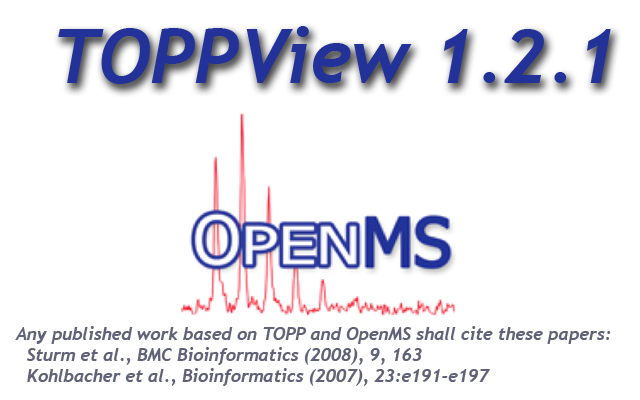 TOPPView 1.2.1
OPENMS
Any published work based on TOPP and OpenMS shall cite these papers:
Sturm et al., BMC Bioinformatics (2008), 9, 163
Kohlbacher et al., Bioinformatics (2007), 23:e191-e197